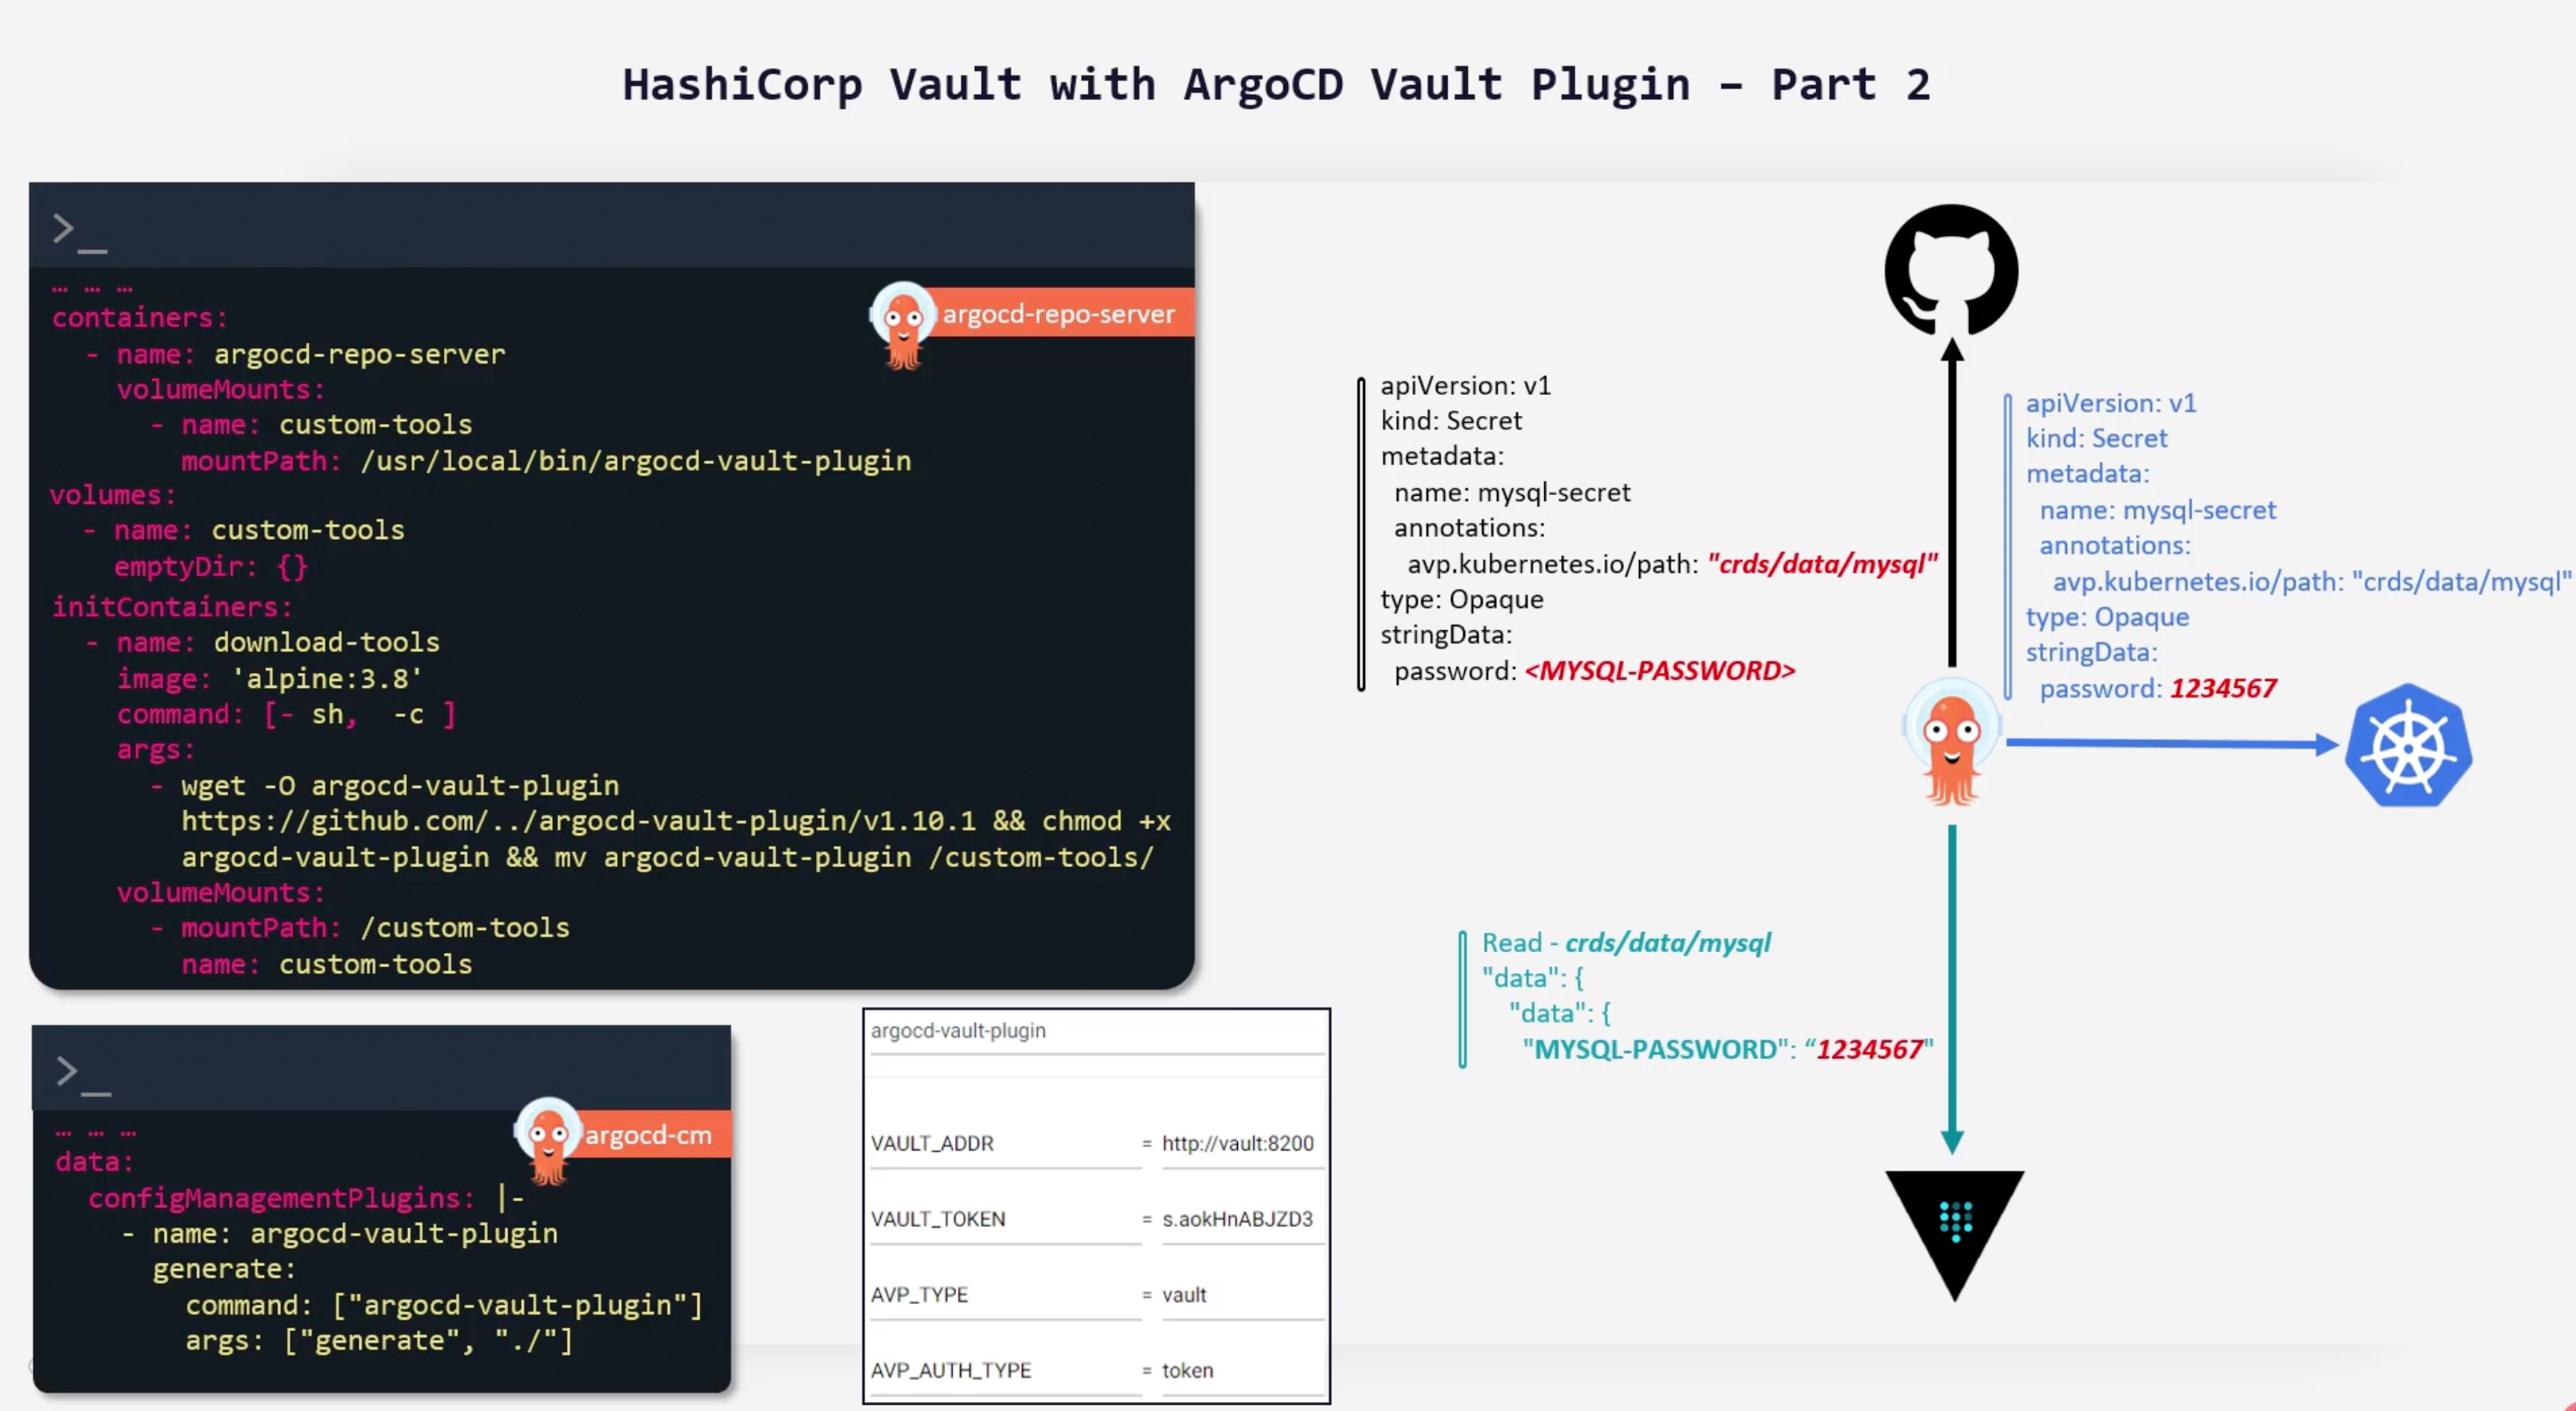 HashiCorp Vault with ArgoCD Vault Plugin – Part 2
>_
… … …
argocd-repo-server
containers:
- name: argocd-repo-server
volumeMounts:
- name: custom-tools
mountPath: /usr/local/bin/argocd-vault-plugin
volumes:
- name: custom-tools
emptyDir: {}
initContainers:
- name: download-tools
image: 'alpine:3.8'
command: [- sh, -c ]
args:
- wget -O argocd-vault-plugin
https://github.com/../argocd-vault-plugin/v1.10.1 && chmod +x
argocd-vault-plugin && mv argocd-vault-plugin /custom-tools/
volumeMounts:
- mountPath: /custom-tools
name: custom-tools
>_
… … …
argocd-cm
data:
configManagementPlugins: |-
- name: argocd-vault-plugin
generate:
command: ["argocd-vault-plugin"]
args: ["generate", "./"]
argocd-vault-plugin
VAULT_ADDR = http://vault:8200
VAULT_TOKEN = s.aokHnABJZD3
AVP_TYPE = vault
AVP_AUTH_TYPE = token
apiVersion: v1
kind: Secret
metadata:
name: mysql-secret
annotations:
avp.kubernetes.io/path: "crds/data/mysql"
type: Opaque
stringData:
password: <MYSQL-PASSWORD>
apiVersion: v1
kind: Secret
metadata:
name: mysql-secret
annotations:
avp.kubernetes.io/path: "crds/data/mysql"
type: Opaque
stringData:
password: 1234567
Read - crds/data/mysql
"data": {
"data": {
"MYSQL-PASSWORD": “1234567"